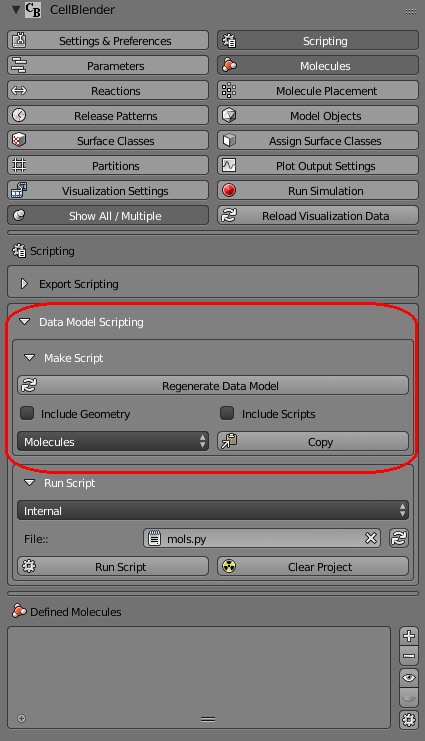 CB CellBlender
Settings & Preferences Scripting
Parameters Molecules
Reactions Molecule Placement
Release Patterns Model Objects
Surface Classes Assign Surface Classes
Partitions Plot Output Settings
Visualization Settings Run Simulation
Show All / Multiple Reload Visualization Data
Scripting
Export Scripting
Data Model Scripting
Make Script
Regenerate Data Model
Include Geometry Include Scripts
Molecules Copy
Run Script
Internal
File:: mols.py
Run Script Clear Project
Defined Molecules